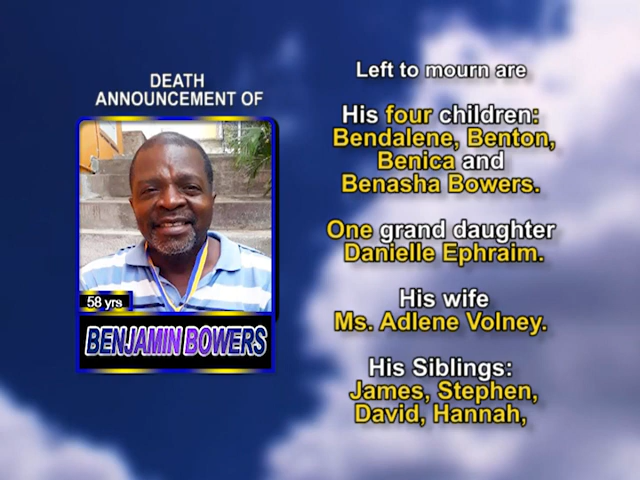 DEATH
ANNOUNCEMENT OF
58 yrs
BENJAMIN BOWERS
Left to mourn are
His four children:
Bendalene, Benton,
Benica and
Benasha Bowers.
One grand daughter
Danielle Ephraim.
His wife
Ms. Adlene Volney.
His Siblings:
James, Stephen,
David, Hannah,